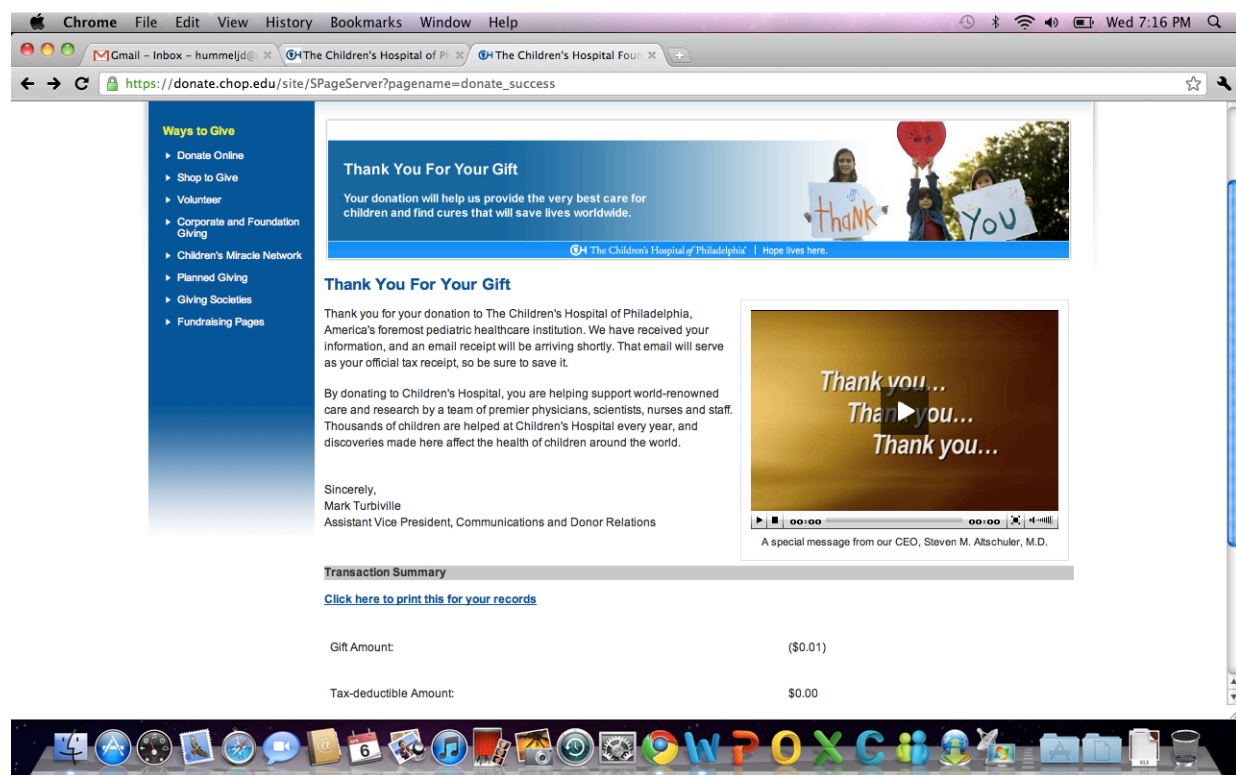 Chrome File Edit View History Bookmarks Window Help Wed 7:16 PM
Gmail – Inbox – hummeljd@ The Children's Hospital of Ph The Children's Hospital Foun
https://donate.chop.edu/site/SPageServer?pagename=donate_success
Ways to Give
Donate Online
Shop to Give
Volunteer
Corporate and Foundation
Giving
Children's Miracle Network
Planned Giving
Giving Societies
Fundraising Pages
Thank You For Your Gift
Your donation will help us provide the very best care for
children and find cures that will save lives worldwide.
thaNK YOU
The Children's Hospital of Philadelphia | Hope lives here.
Thank You For Your Gift
Thank you for your donation to The Children's Hospital of Philadelphia,
America's foremost pediatric healthcare institution. We have received your
information, and an email receipt will be arriving shortly. That email will serve
as your official tax receipt, so be sure to save it.
By donating to Children's Hospital, you are helping support world-renowned
care and research by a team of premier physicians, scientists, nurses and staff.
Thousands of children are helped at Children's Hospital every year, and
discoveries made here affect the health of children around the world.
Sincerely,
Mark Turbiville
Assistant Vice President, Communications and Donor Relations
Thank you...
Thank you...
Thank you...
00:00 00:00
A special message from our CEO, Steven M. Altschuler, M.D.
Transaction Summary
Click here to print this for your records
Gift Amount: ($0.01)
Tax-deductible Amount: $0.00
6
W P O X C
XLS